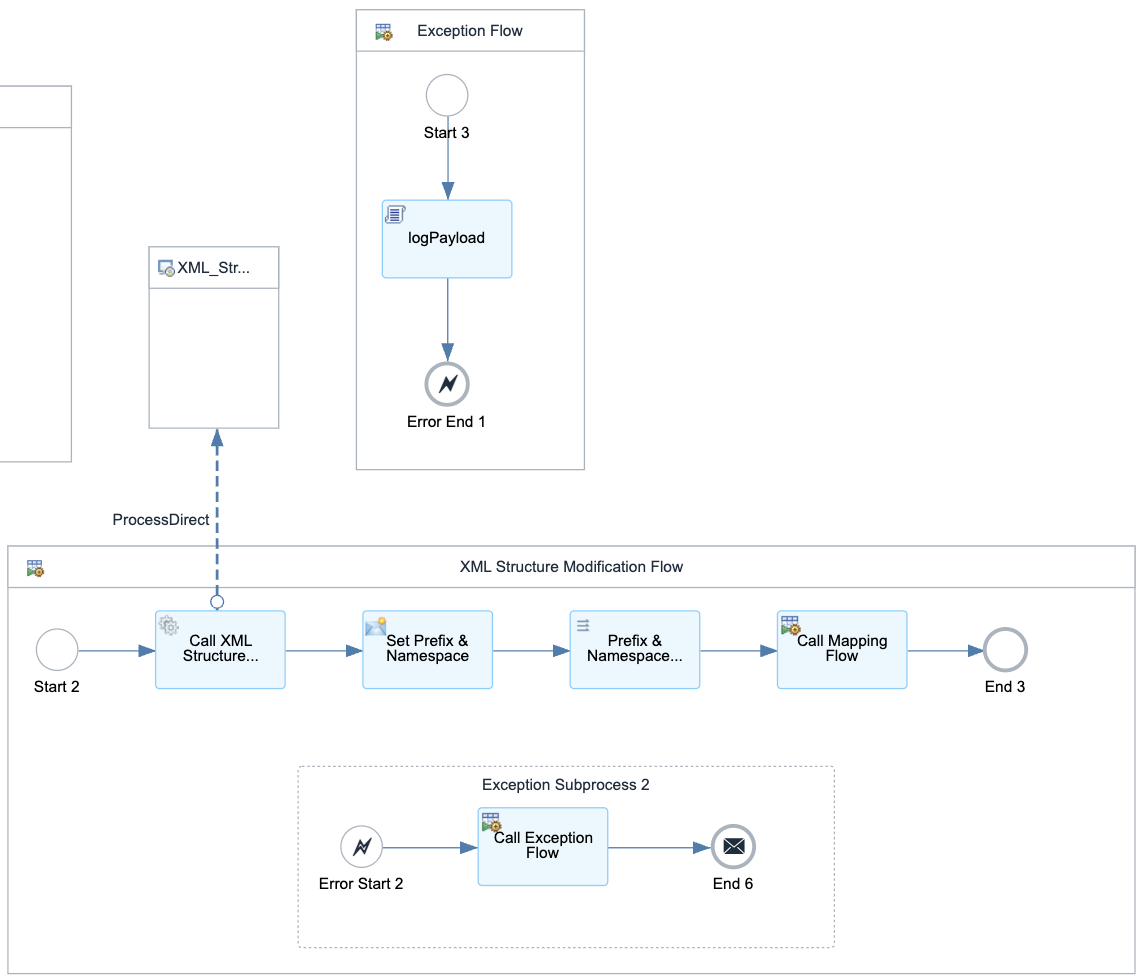 Exception Flow
Start 3
logPayload
Error End 1
XML_Str...
ProcessDirect
XML Structure Modification Flow
Start 2
Call XML
Structure...
Set Prefix &
Namespace
Prefix &
Namespace...
Call Mapping
Flow
End 3
Exception Subprocess 2
Error Start 2
Call Exception
Flow
End 6